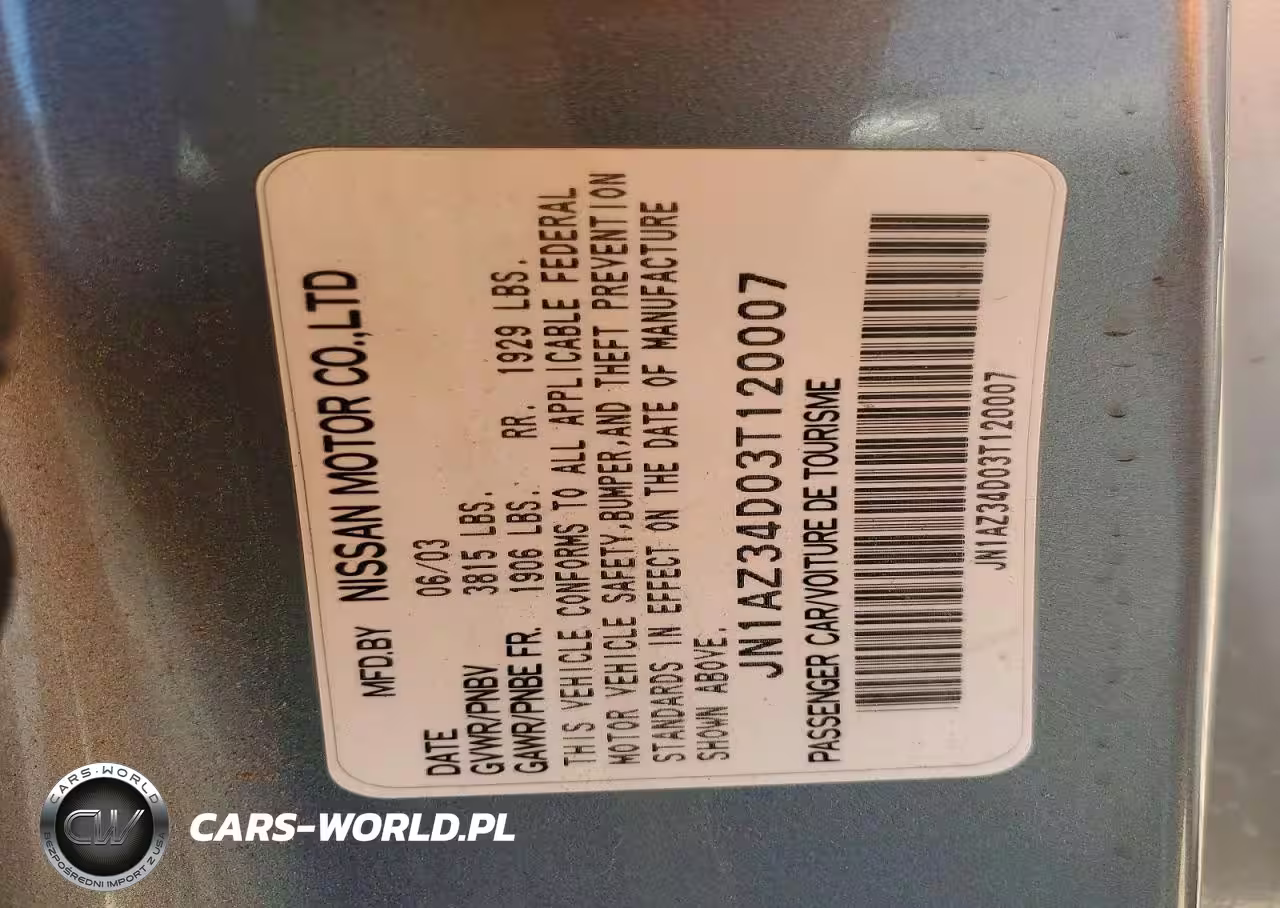 MFD.BY NISSAN MOTOR CO.,LTD
DATE 06/03
GVWR/PNBV 3815 LBS.
GAWR/PNBE FR. 1906 LBS. RR. 1929 LBS.
THIS VEHICLE CONFORMS TO ALL APPLICABLE FEDERAL
MOTOR VEHICLE SAFETY,BUMPER,AND THEFT PREVENTION
STANDARDS IN EFFECT ON THE DATE OF MANUFACTURE
SHOWN ABOVE.
JN1AZ34D03T120007
PASSENGER CAR/VOITURE DE TOURISME
JN1AZ34D03T120007
CARS-WORLD
CW
BEZPOŚREDNI IMPORT Z USA
CARS-WORLD.PL